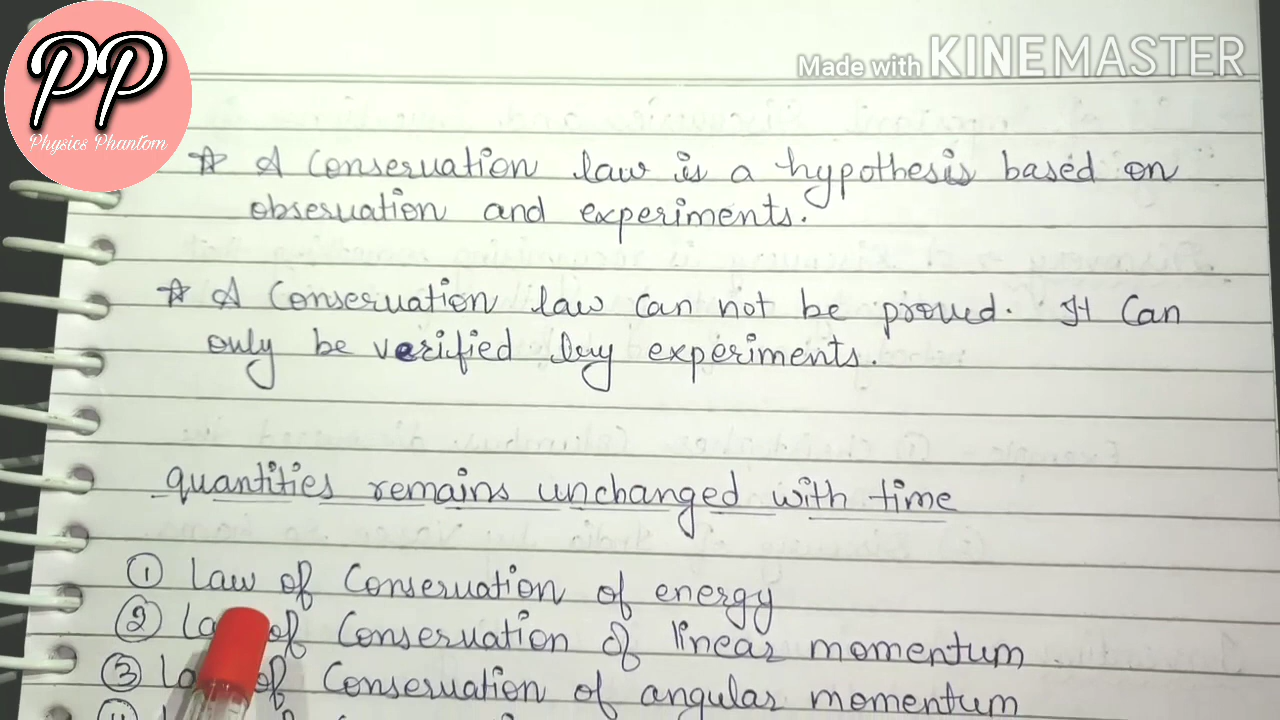 PP
Physics Phantom
Made with KINEMASTER
☆ A Conservation law is a hypothesis based on
observation and experiments.
☆ A Conservation law can not be proved. It Can
only be verified by experiments.
quantities remains unchanged with time
① Law of Conservation of energy
② Law of Conservation of linear momentum
③ Law of Conservation of angular momentum